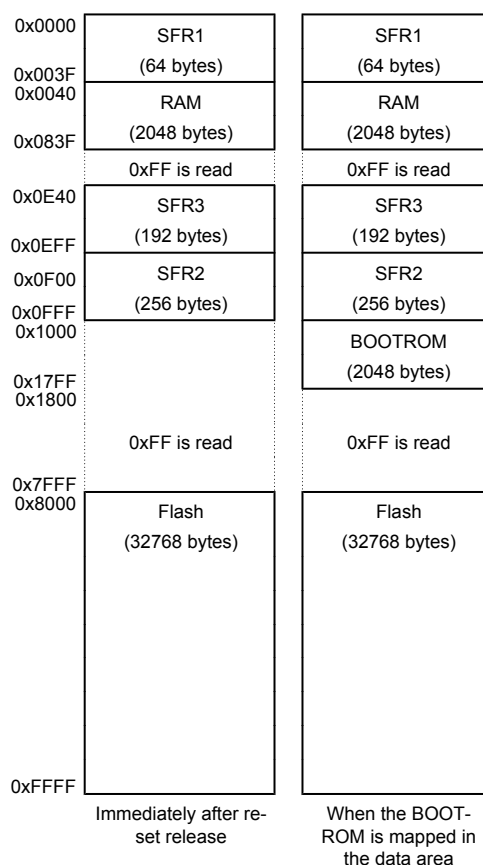 0x0000
SFR1
(64 bytes)
SFR1
(64 bytes)
0x003F
0x0040
RAM
(2048 bytes)
RAM
(2048 bytes)
0x083F
0xFF is read
0xFF is read
0x0E40
SFR3
(192 bytes)
SFR3
(192 bytes)
0x0EFF
0x0F00
SFR2
(256 bytes)
SFR2
(256 bytes)
0x0FFF
0x1000
BOOTROM
(2048 bytes)
0x17FF
0x1800
0xFF is read
0xFF is read
0x7FFF
0x8000
Flash
(32768 bytes)
Flash
(32768 bytes)
0xFFFF
Immediately after re-
set release
When the BOOT-
ROM is mapped in
the data area